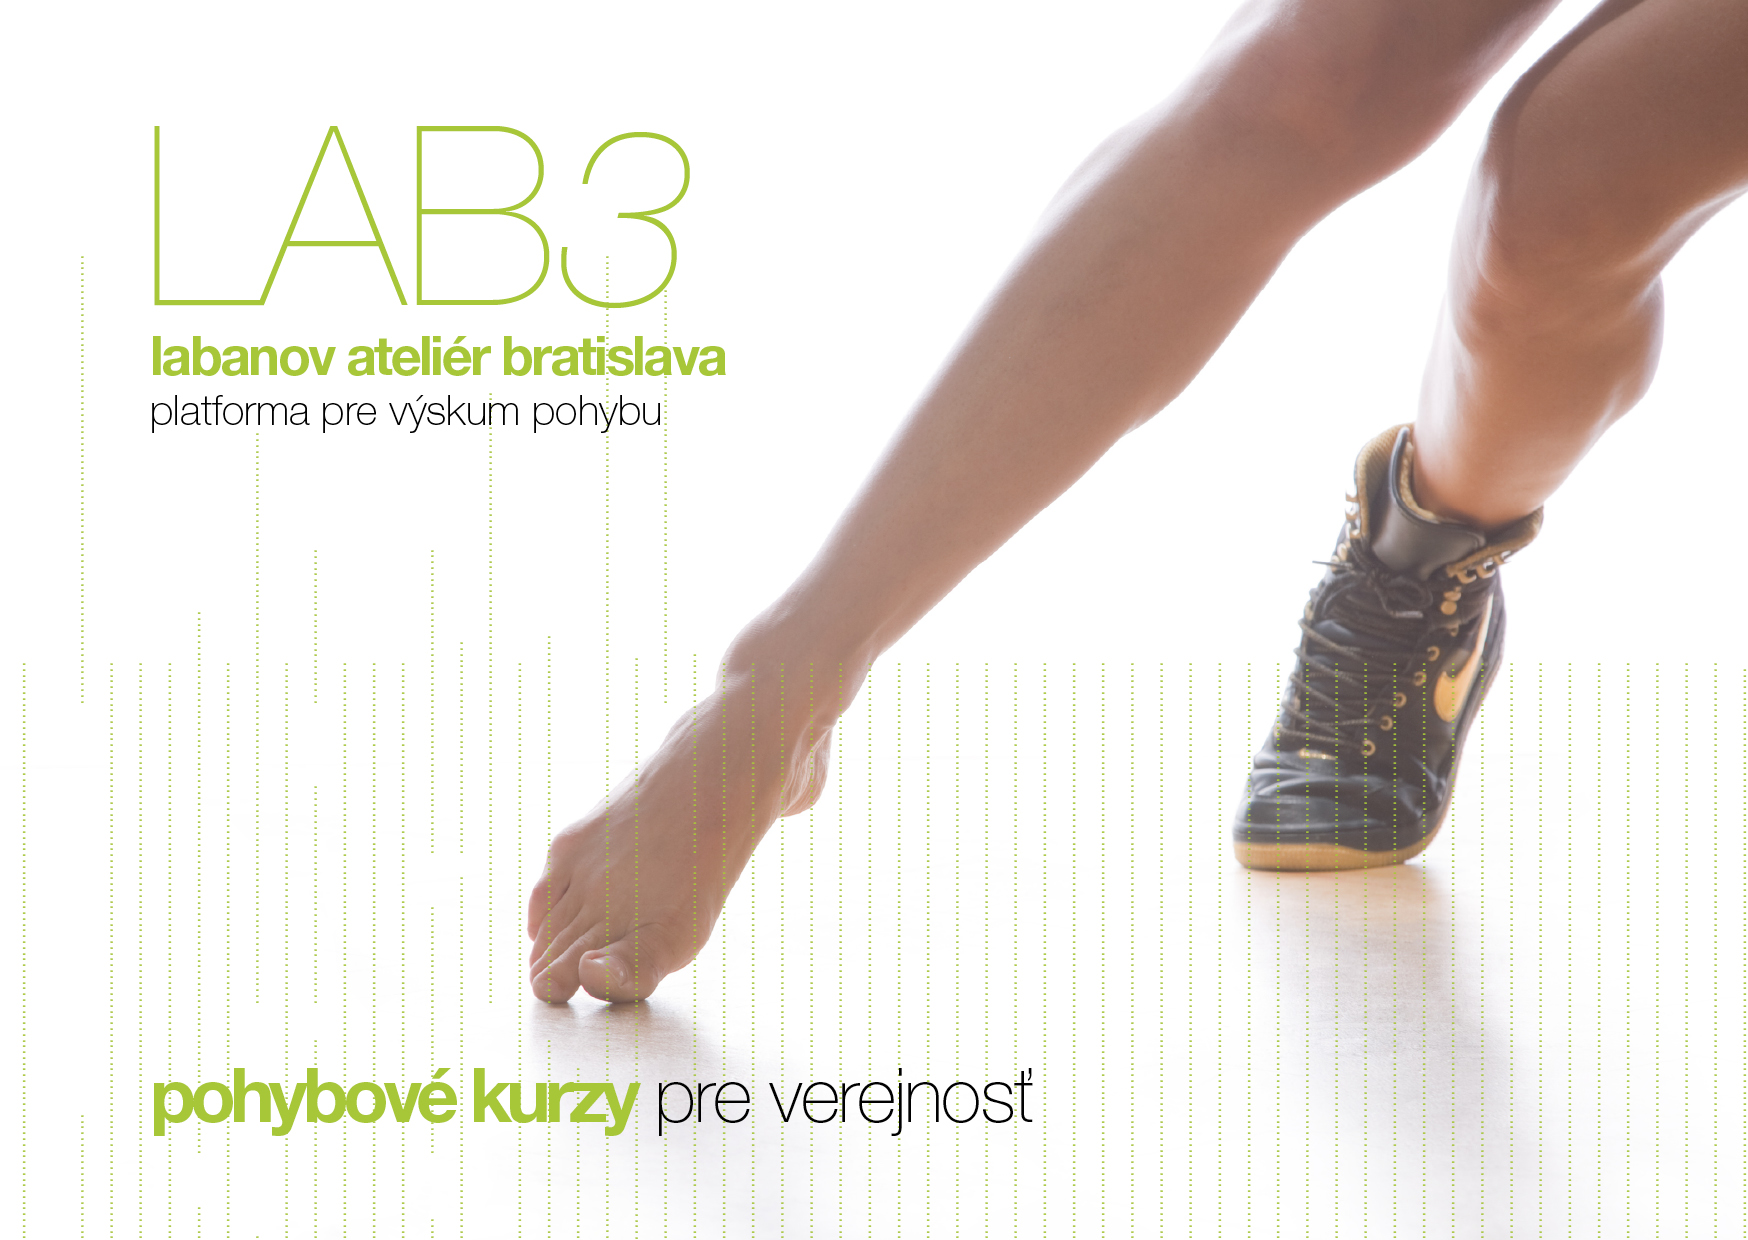 LAB3
labanov ateliér bratislava
platforma pre výskum pohybu
pohybové kurzy pre verejnosť